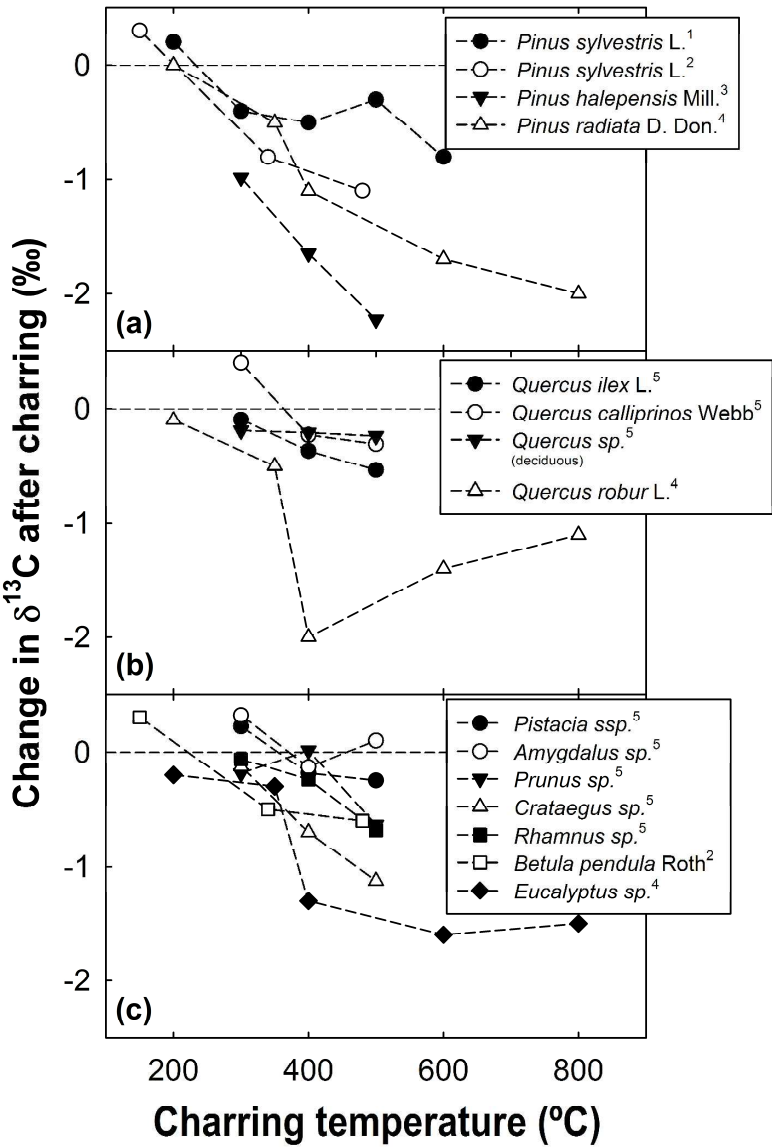 Change in δ¹³C after charring (‰)
0
-1
-2
(a)
Pinus sylvestris L.¹
Pinus sylvestris L.²
Pinus halepensis Mill.³
Pinus radiata D. Don.⁴
0
-1
-2
(b)
Quercus ilex L.⁵
Quercus calliprinos Webb⁵
Quercus sp.⁵
(deciduous)
Quercus robur L.⁴
0
-1
-2
(c)
Pistacia ssp.⁵
Amygdalus sp.⁵
Prunus sp.⁵
Crataegus sp.⁵
Rhamnus sp.⁵
Betula pendula Roth²
Eucalyptus sp.⁴
200 400 600 800
Charring temperature (ºC)